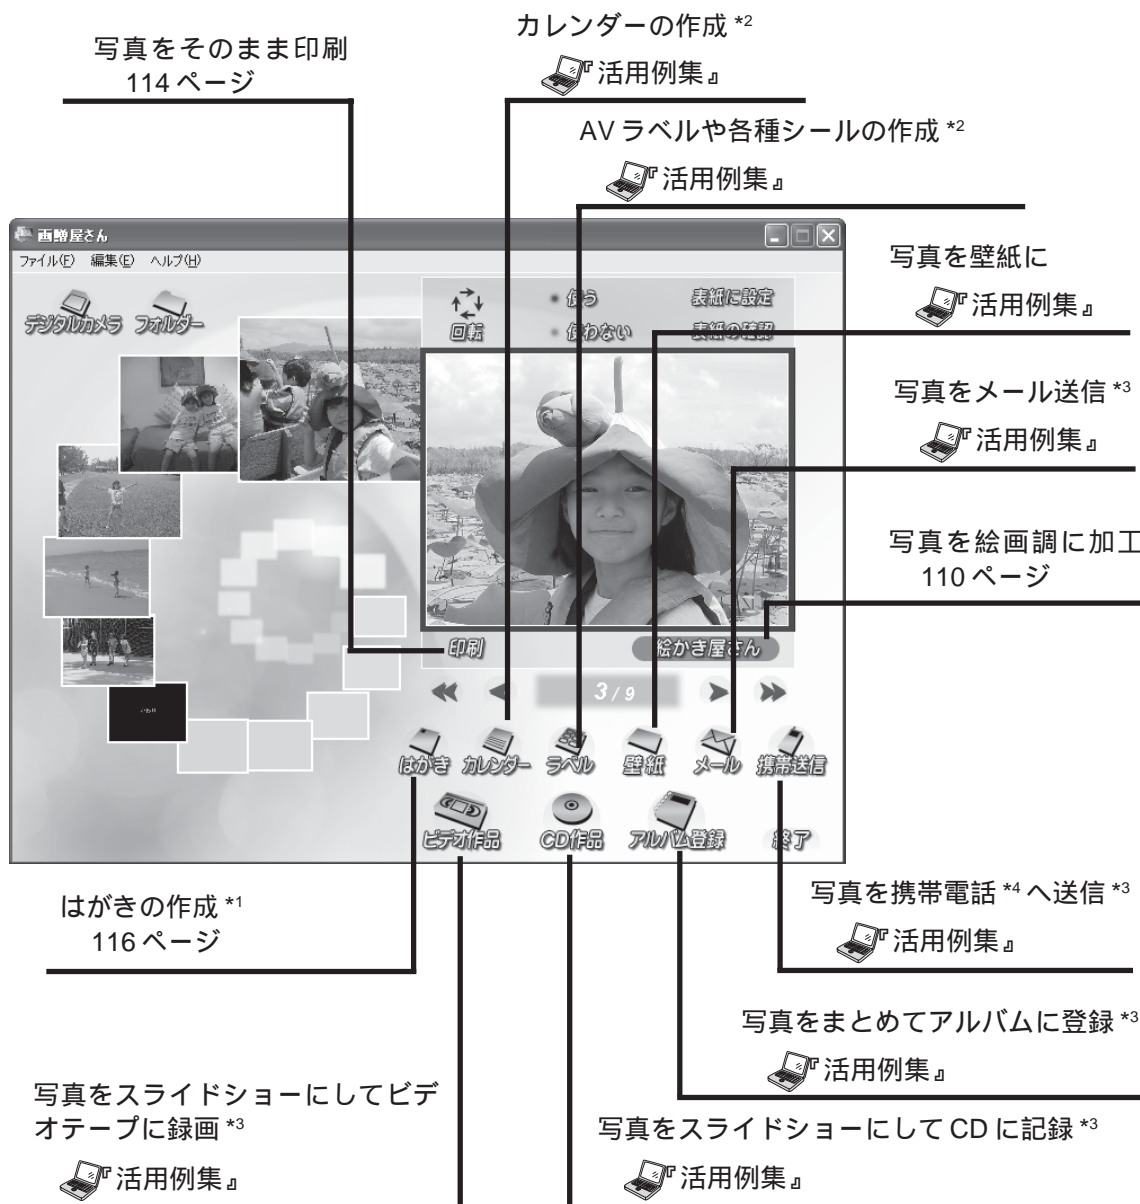 カレンダーの作成 *2
『活用例集』
写真をそのまま印刷
114 ページ
AV ラベルや各種シールの作成 *2
『活用例集』
画贈屋さん
ファイル(F) 編集(E) ヘルプ(H)
写真を壁紙に
『活用例集』
デジタルカメラ フォルダー
回転
使う
使わない
表紙に設定
表紙の確認
写真をメール送信 *3
『活用例集』
写真を絵画調に加工
110 ページ
印刷 絵かき屋さん
3 / 9
はがき カレンダー ラベル 壁紙 メール 携帯送信
ビデオ作品 CD作品 アルバム登録 終了
はがきの作成 *1
116 ページ
写真を携帯電話 *4 へ送信 *3
『活用例集』
写真をまとめてアルバムに登録 *3
『活用例集』
写真をスライドショーにしてビデ
オテープに録画 *3
『活用例集』
写真をスライドショーにして CD に記録 *3
『活用例集』